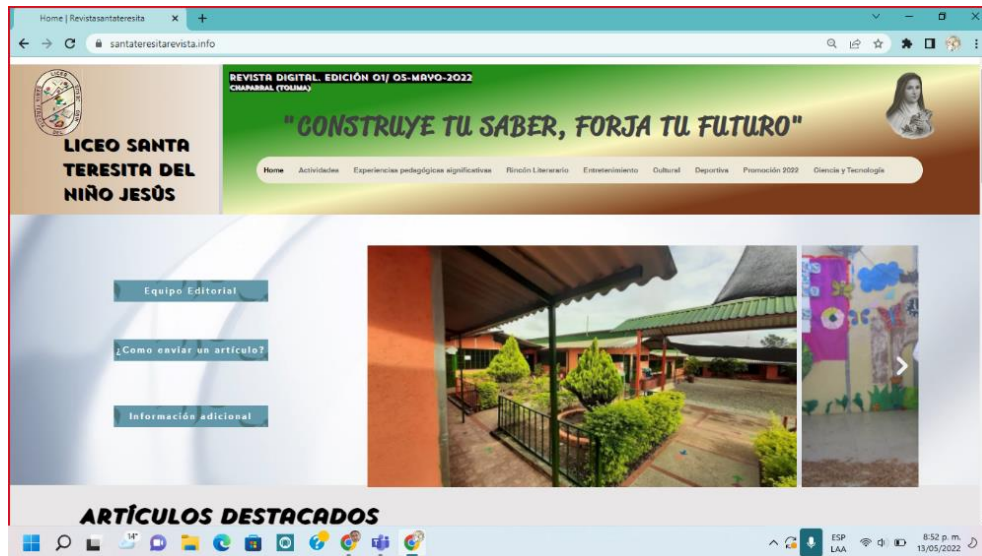 Home | Revistasantateresita
santateresitarevista.info
REVISTA DIGITAL. EDICIÓN 01/ 05-MAYO-2022
CHAPARRAL (TOLIMA)
"CONSTRUYE TU SABER, FORJA TU FUTURO"
LICEO SANTA
TERESITA DEL
NIÑO JESÚS
Home Actividades Experiencias pedagógicas significativas Rincón Literarario Entretenimiento Cultural Deportiva Promoción 2022 Ciencia y Tecnología
Equipo Editorial
¿Como enviar un artículo?
Información adicional
ARTÍCULOS DESTACADOS
14°
ESP
LAA
8:52 p. m.
13/05/2022